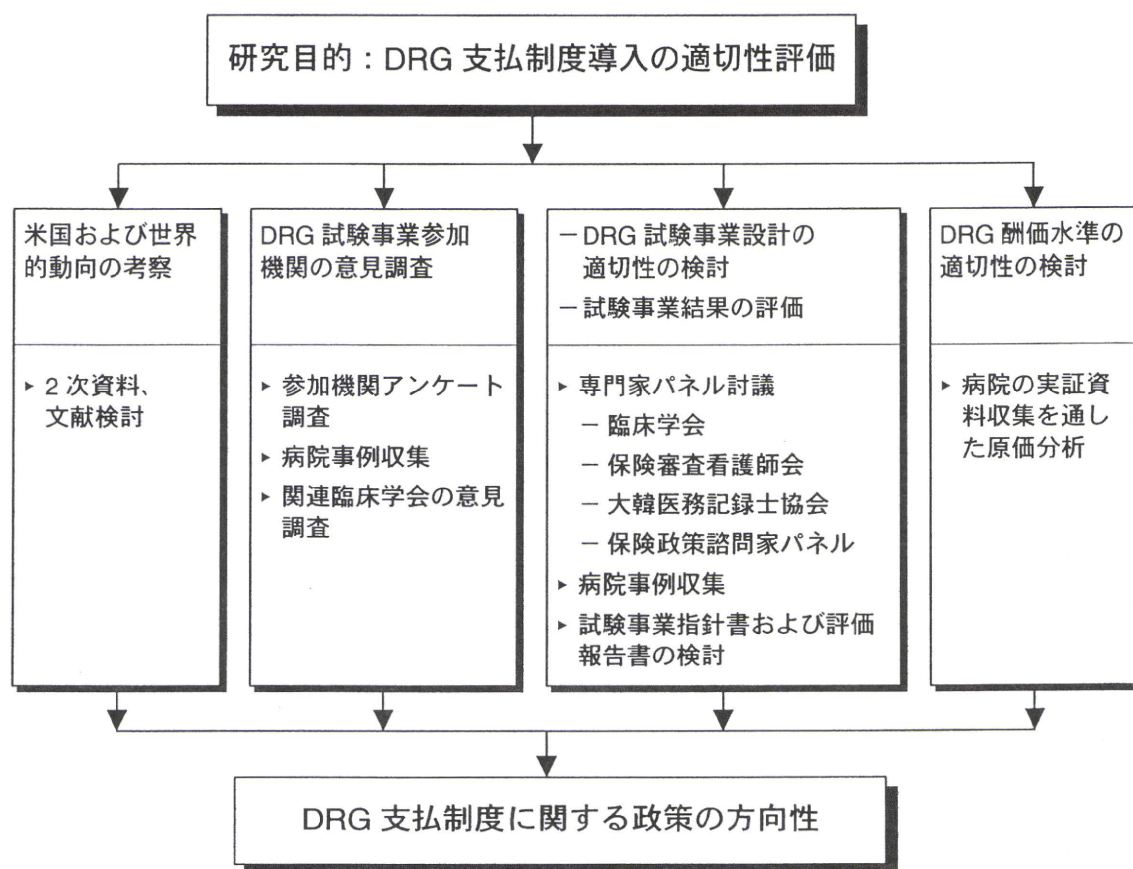 研究目的：DRG 支払制度導入の適切性評価
米国および世界
的動向の考察
▸ 2 次資料、
文献検討
DRG 試験事業参加
機関の意見調査
▸ 参加機関アンケート
調査
▸ 病院事例収集
▸ 関連臨床学会の意見
調査
− DRG 試験事業設計の
適切性の検討
− 試験事業結果の評価
▸ 専門家パネル討議
− 臨床学会
− 保険審査看護師会
− 大韓医務記録士協会
− 保険政策諮問家パネル
▸ 病院事例収集
▸ 試験事業指針書および評価
報告書の検討
DRG 酬価水準の
適切性の検討
▸ 病院の実証資
料収集を通し
た原価分析
DRG 支払制度に関する政策の方向性